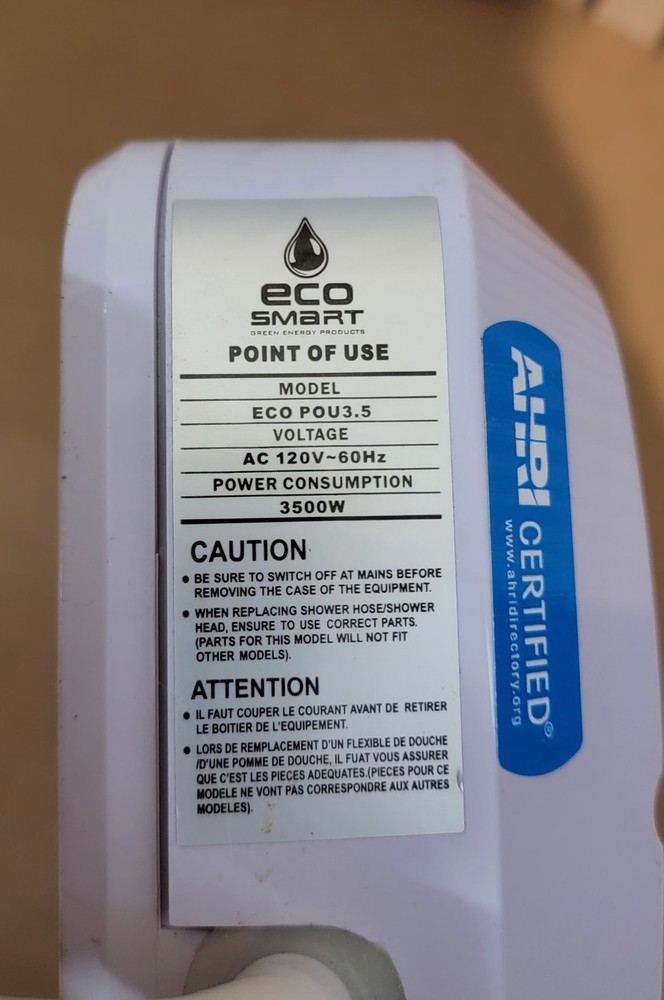 eco
SMART
GREEN ENERGY PRODUCTS
POINT OF USE
MODEL
ECO POU3.5
VOLTAGE
AC 120V~60Hz
POWER CONSUMPTION
3500W
CAUTION
• BE SURE TO SWITCH OFF AT MAINS BEFORE
REMOVING THE CASE OF THE EQUIPMENT.
• WHEN REPLACING SHOWER HOSE/SHOWER
HEAD, ENSURE TO USE CORRECT PARTS.
(PARTS FOR THIS MODEL WILL NOT FIT
OTHER MODELS).
ATTENTION
• IL FAUT COUPER LE COURANT AVANT DE RETIRER
LE BOITIER DE L'EQUIPEMENT.
• LORS DE REMPLACEMENT D'UN FLEXIBLE DE DOUCHE
/D'UNE POMME DE DOUCHE, IL FUAT VOUS ASSURER
QUE C'EST LES PIECES ADEQUATES.(PIECES POUR CE
MODELE NE VONT PAS CORRESPONDRE AUX AUTRES
MODELES).
AHRI CERTIFIED®
www.ahridirectory.org